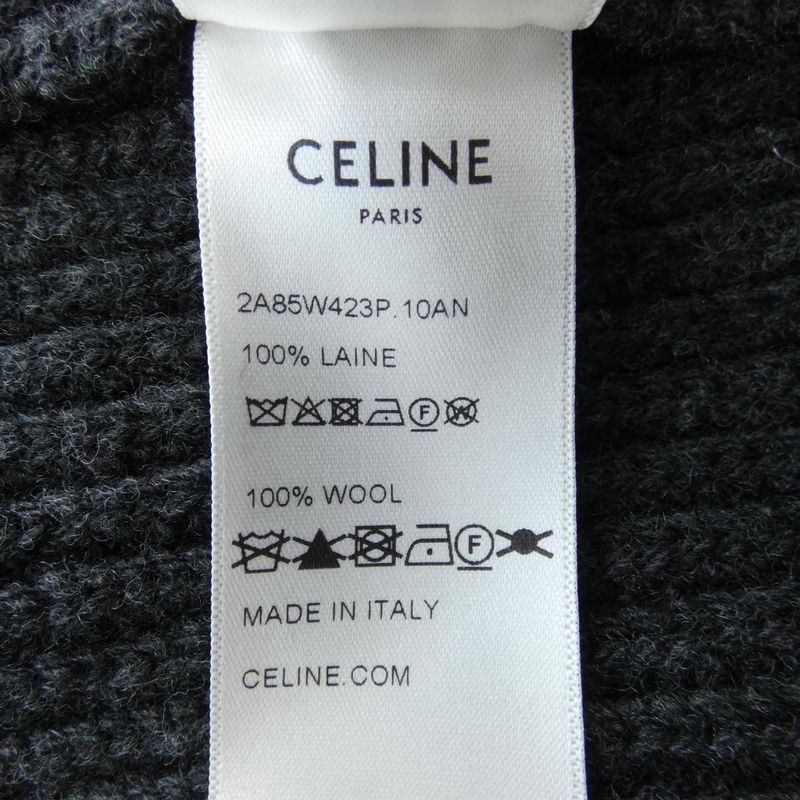 CELINE
PARIS
2A85W423P.10AN
100% LAINE
F W
100% WOOL
F
MADE IN ITALY
CELINE.COM